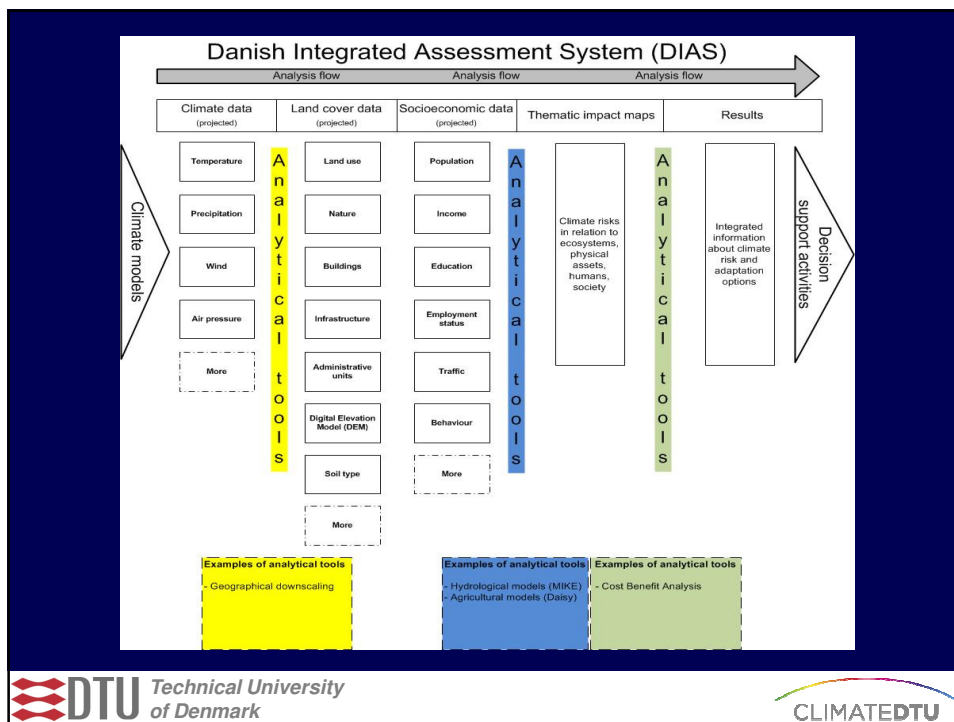 Danish Integrated Assessment System (DIAS)
Analysis flow
Analysis flow
Analysis flow
Climate data
(projected)
Land cover data
(projected)
Socioeconomic data
(projected)
Thematic impact maps
Results
Climate models
Temperature
Precipitation
Wind
Air pressure
More
Analytical tools
Land use
Nature
Buildings
Infrastructure
Administrative
units
Digital Elevation
Model (DEM)
Soil type
More
Population
Income
Education
Employment
status
Traffic
Behaviour
More
Analytical tools
Climate risks
in relation to
ecosystems,
physical
assets,
humans,
society
Analytical tools
Integrated
information
about climate
risk and
adaptation
options
Decision
support activities
Examples of analytical tools
- Geographical downscaling
Examples of analytical tools
- Hydrological models (MIKE)
- Agricultural models (Daisy)
Examples of analytical tools
- Cost Benefit Analysis
DTU
Technical University
of Denmark
CLIMATEDTU